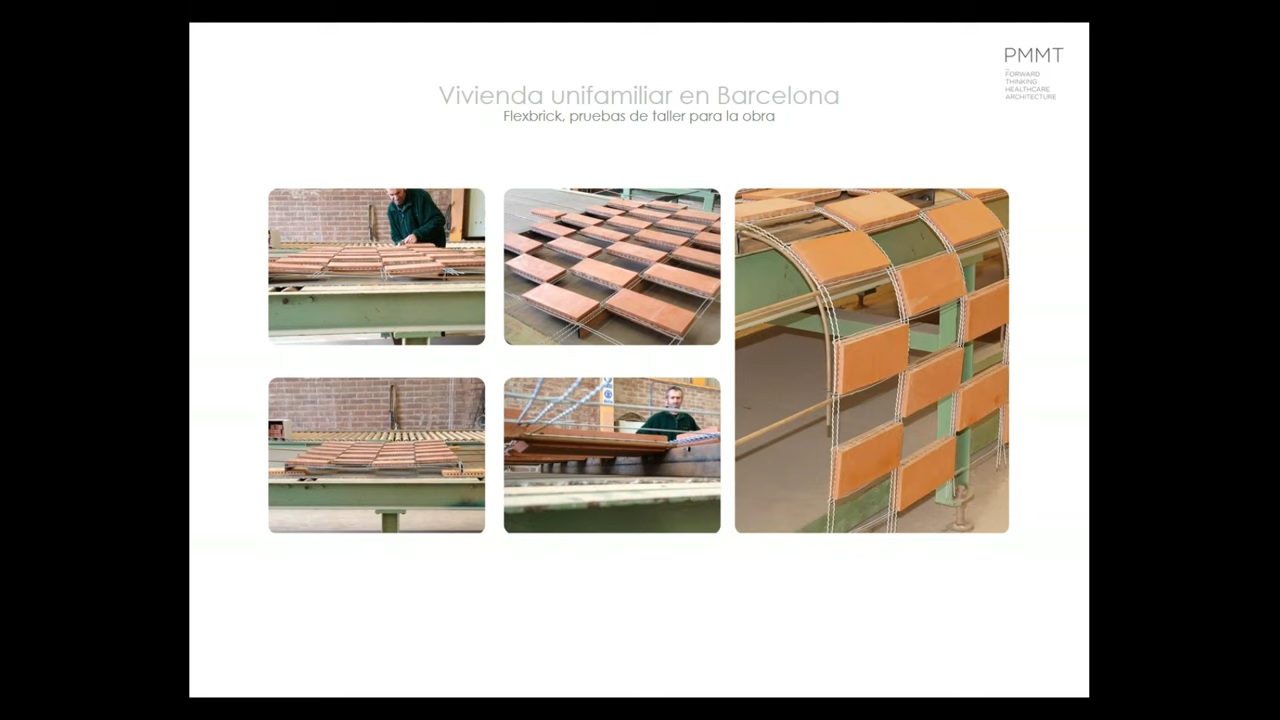 PMMT
FORWARD
THINKING
HEALTHCARE
ARCHITECTURE
Vivienda unifamiliar en Barcelona
Flexbrick, pruebas de taller para la obra